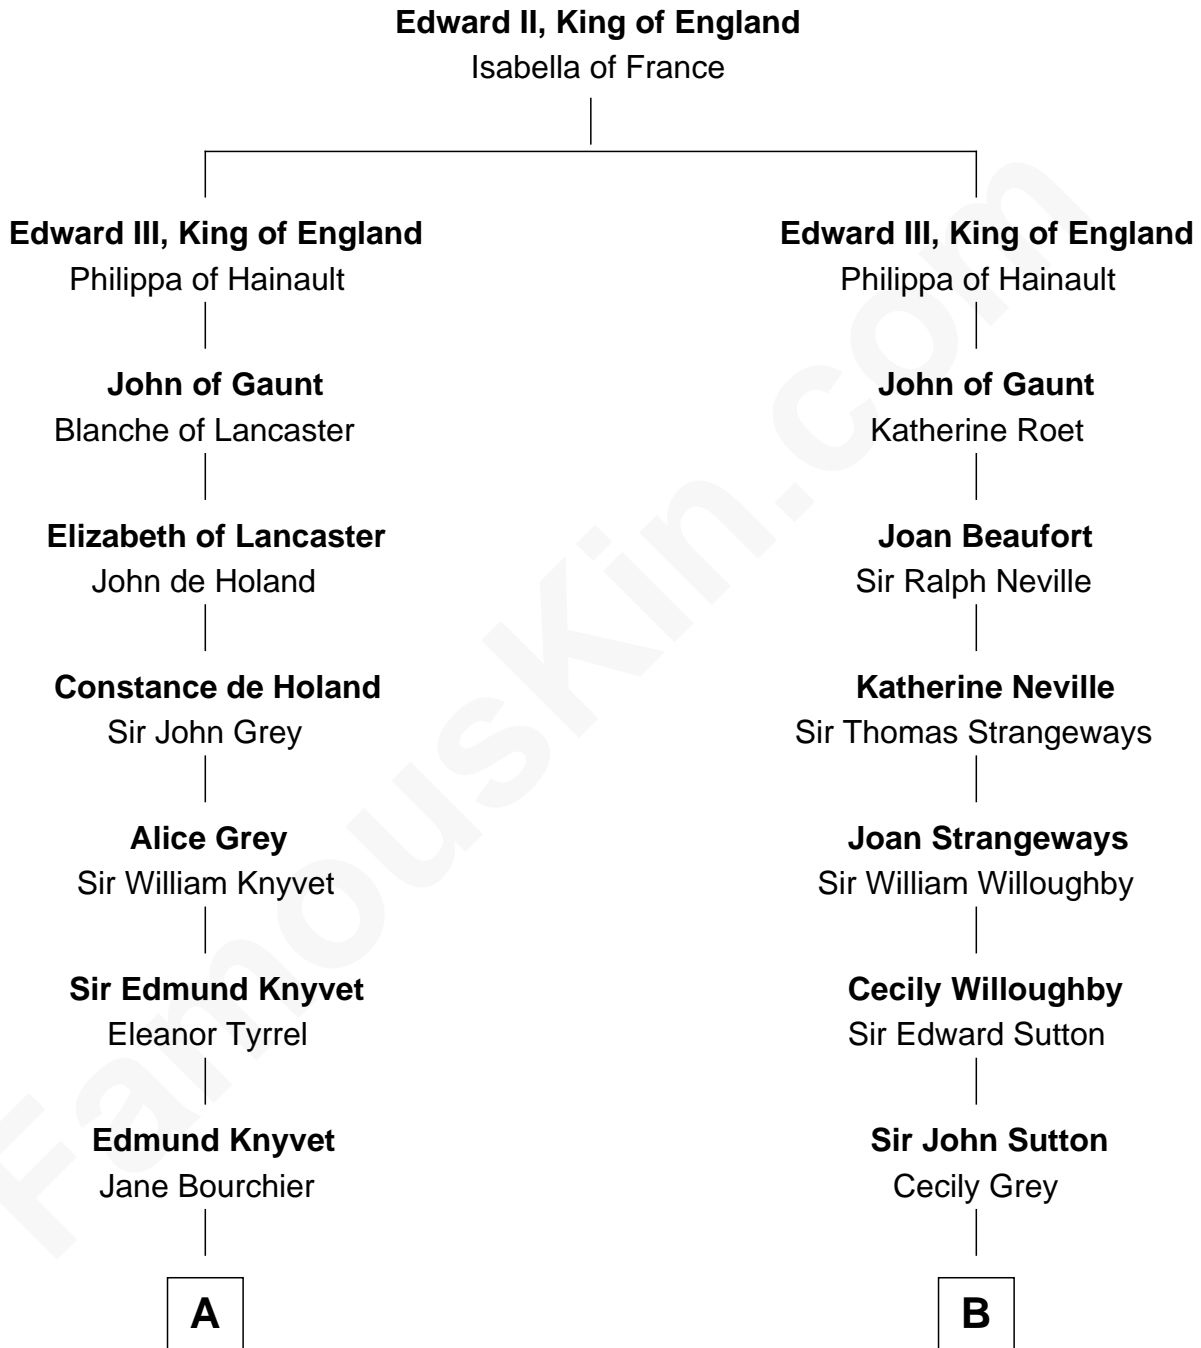 Edward II, King of England
Isabella of France
Edward III, King of England
Philippa of Hainault
John of Gaunt
Blanche of Lancaster
Elizabeth of Lancaster
John de Holand
Constance de Holand
Sir John Grey
Alice Grey
Sir William Knyvet
Sir Edmund Knyvet
Eleanor Tyrrel
Edmund Knyvet
Jane Bourchier
A
Edward III, King of England
Philippa of Hainault
John of Gaunt
Katherine Roet
Joan Beaufort
Sir Ralph Neville
Katherine Neville
Sir Thomas Strangeways
Joan Strangeways
Sir William Willoughby
Cecily Willoughby
Sir Edward Sutton
Sir John Sutton
Cecily Grey
B
FamousKin.com